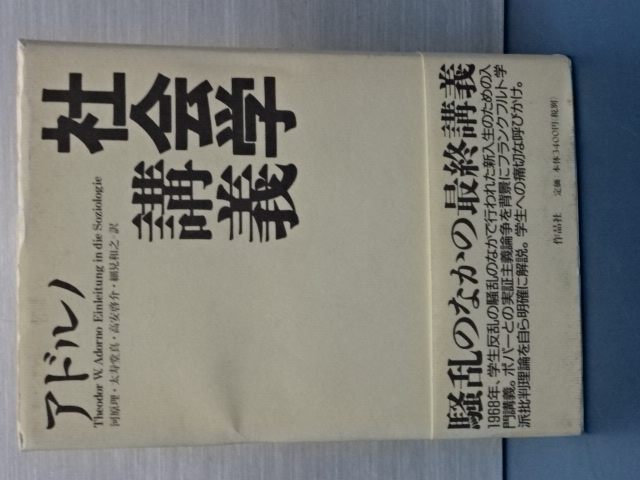 アドルノ
社会学
講義
Theodor W. Adorno Einleitung in die Soziologie
河原理・太寿堂真・高安啓介・細見和之・訳
騒乱のなかの最終講義
1968年、学生反乱の騒乱のなかで行われた新入生のための入
門講義。ポパーとの実証主義論争を背景にフランクフルト学
派批判理論を自ら明確に解説。学生への痛切な呼びかけ。
作品社
定価:本体3400円(税別)